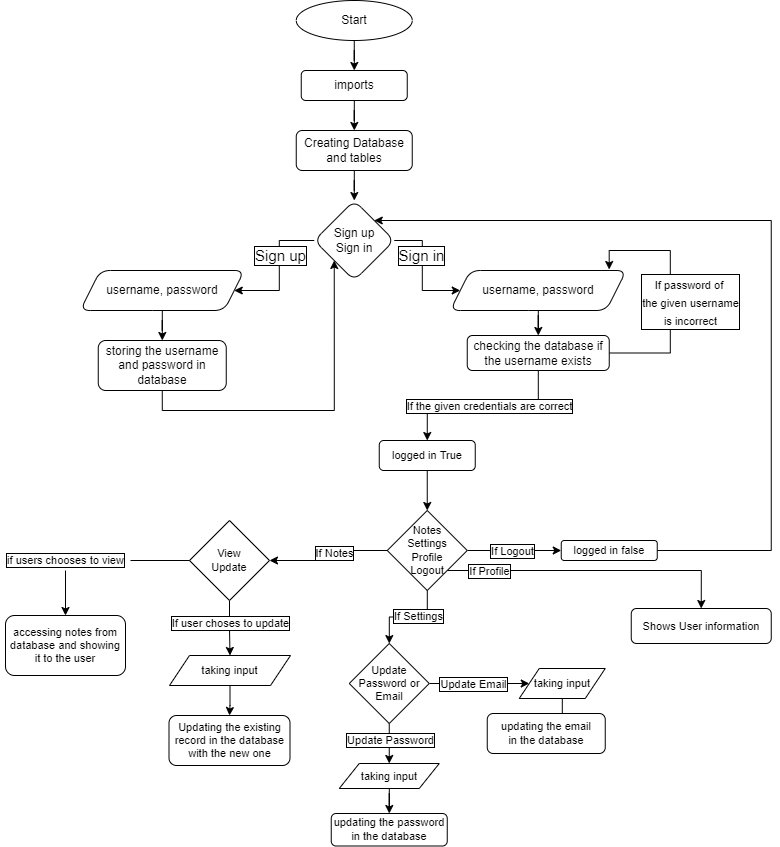 Start
imports
Creating Database
and tables
Sign up
Sign in
Sign up
Sign in
username, password
username, password
If password of
the given username
is incorrect
storing the username
and password in
database
checking the database if
the username exists
If the given credentials are correct
logged in True
Notes
Settings
Profile
Logout
If Notes
If Logout
logged in false
If Profile
Shows User information
View
Update
if users chooses to view
accessing notes from
database and showing
it to the user
If user choses to update
taking input
Updating the existing
record in the database
with the new one
If Settings
Update
Password or
Email
Update Email
taking input
updating the email
in the database
Update Password
taking input
updating the password
in the database